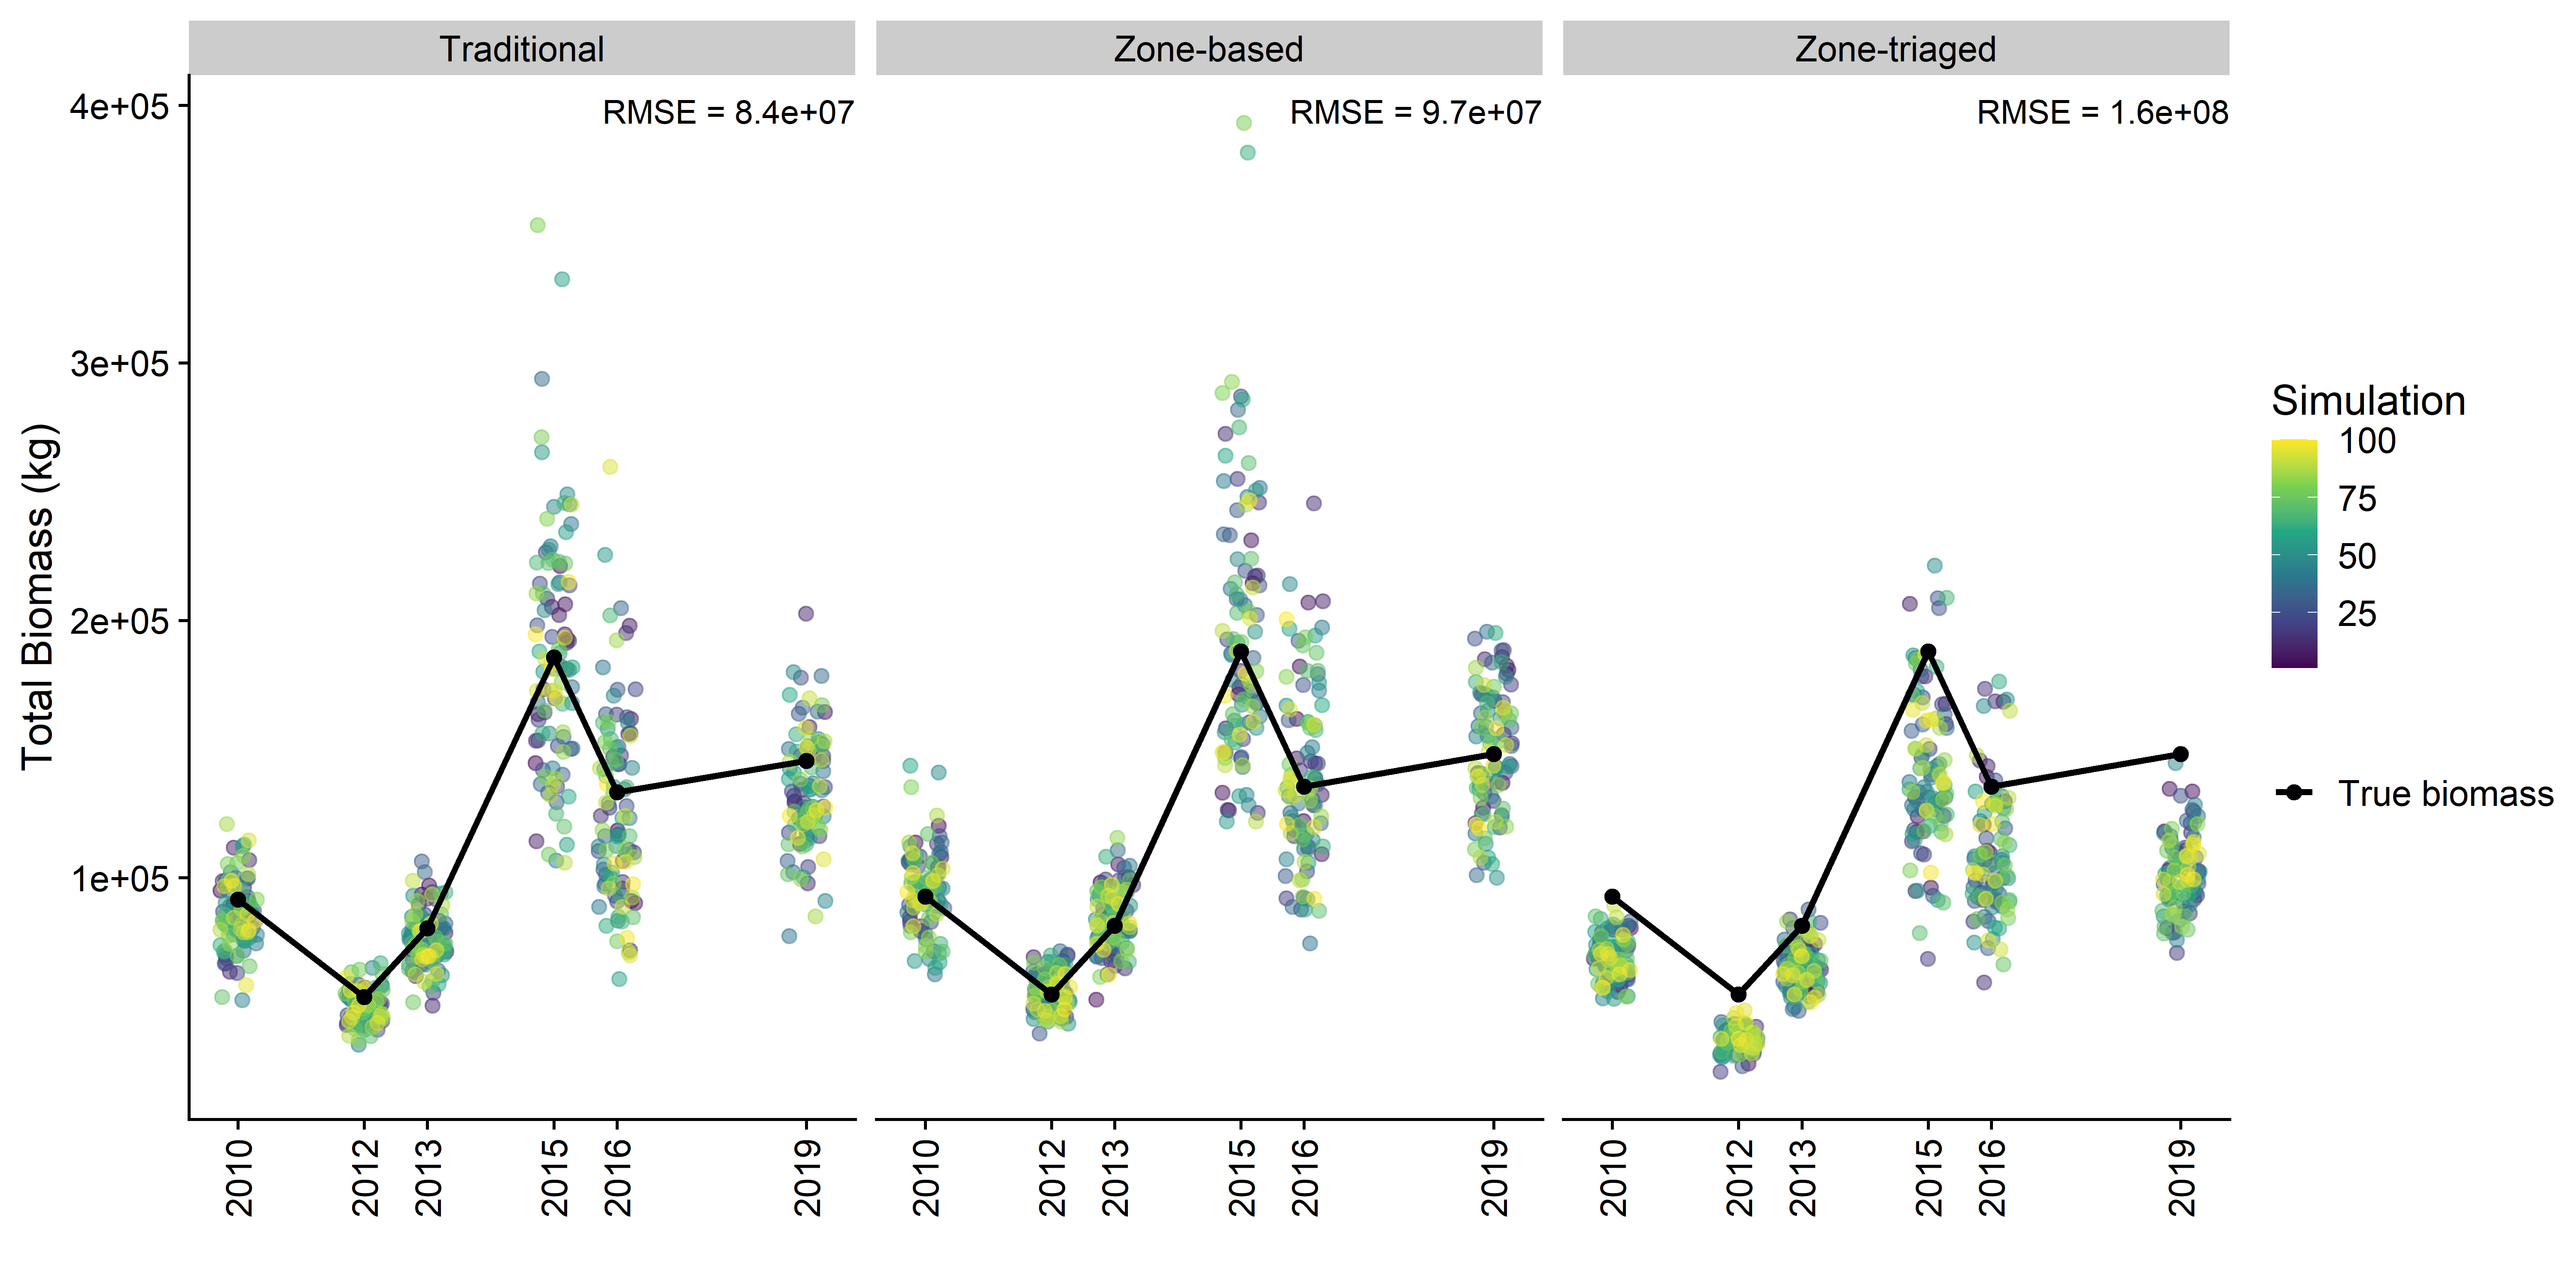 Traditional
Zone-based
Zone-triaged
RMSE = 8.4e+07
RMSE = 9.7e+07
RMSE = 1.6e+08
Total Biomass (kg)
4e+05
3e+05
2e+05
1e+05
2010
2012
2013
2015
2016
2019
2010
2012
2013
2015
2016
2019
2010
2012
2013
2015
2016
2019
Simulation
100
75
50
25
True biomass